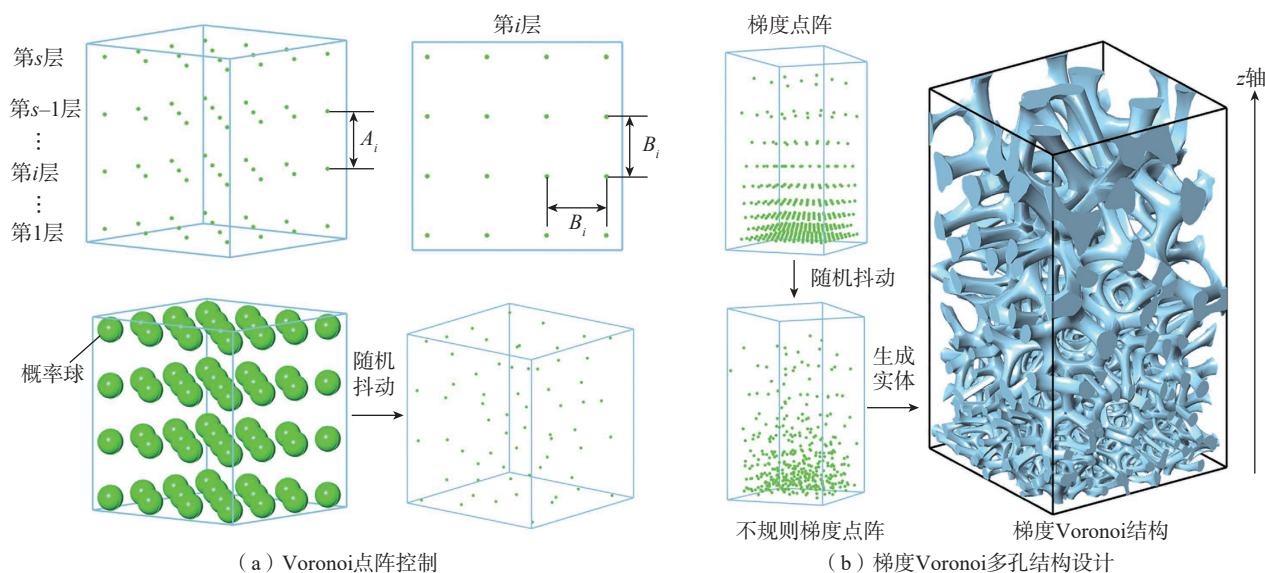 第i层
第s层
第s–1层
⋮
第i层
⋮
第1层
A_i
B_i
B_i
概率球
随机
抖动
（a）Voronoi点阵控制
梯度点阵
随机抖动
不规则梯度点阵
生成
实体
z轴
梯度Voronoi结构
（b）梯度Voronoi多孔结构设计